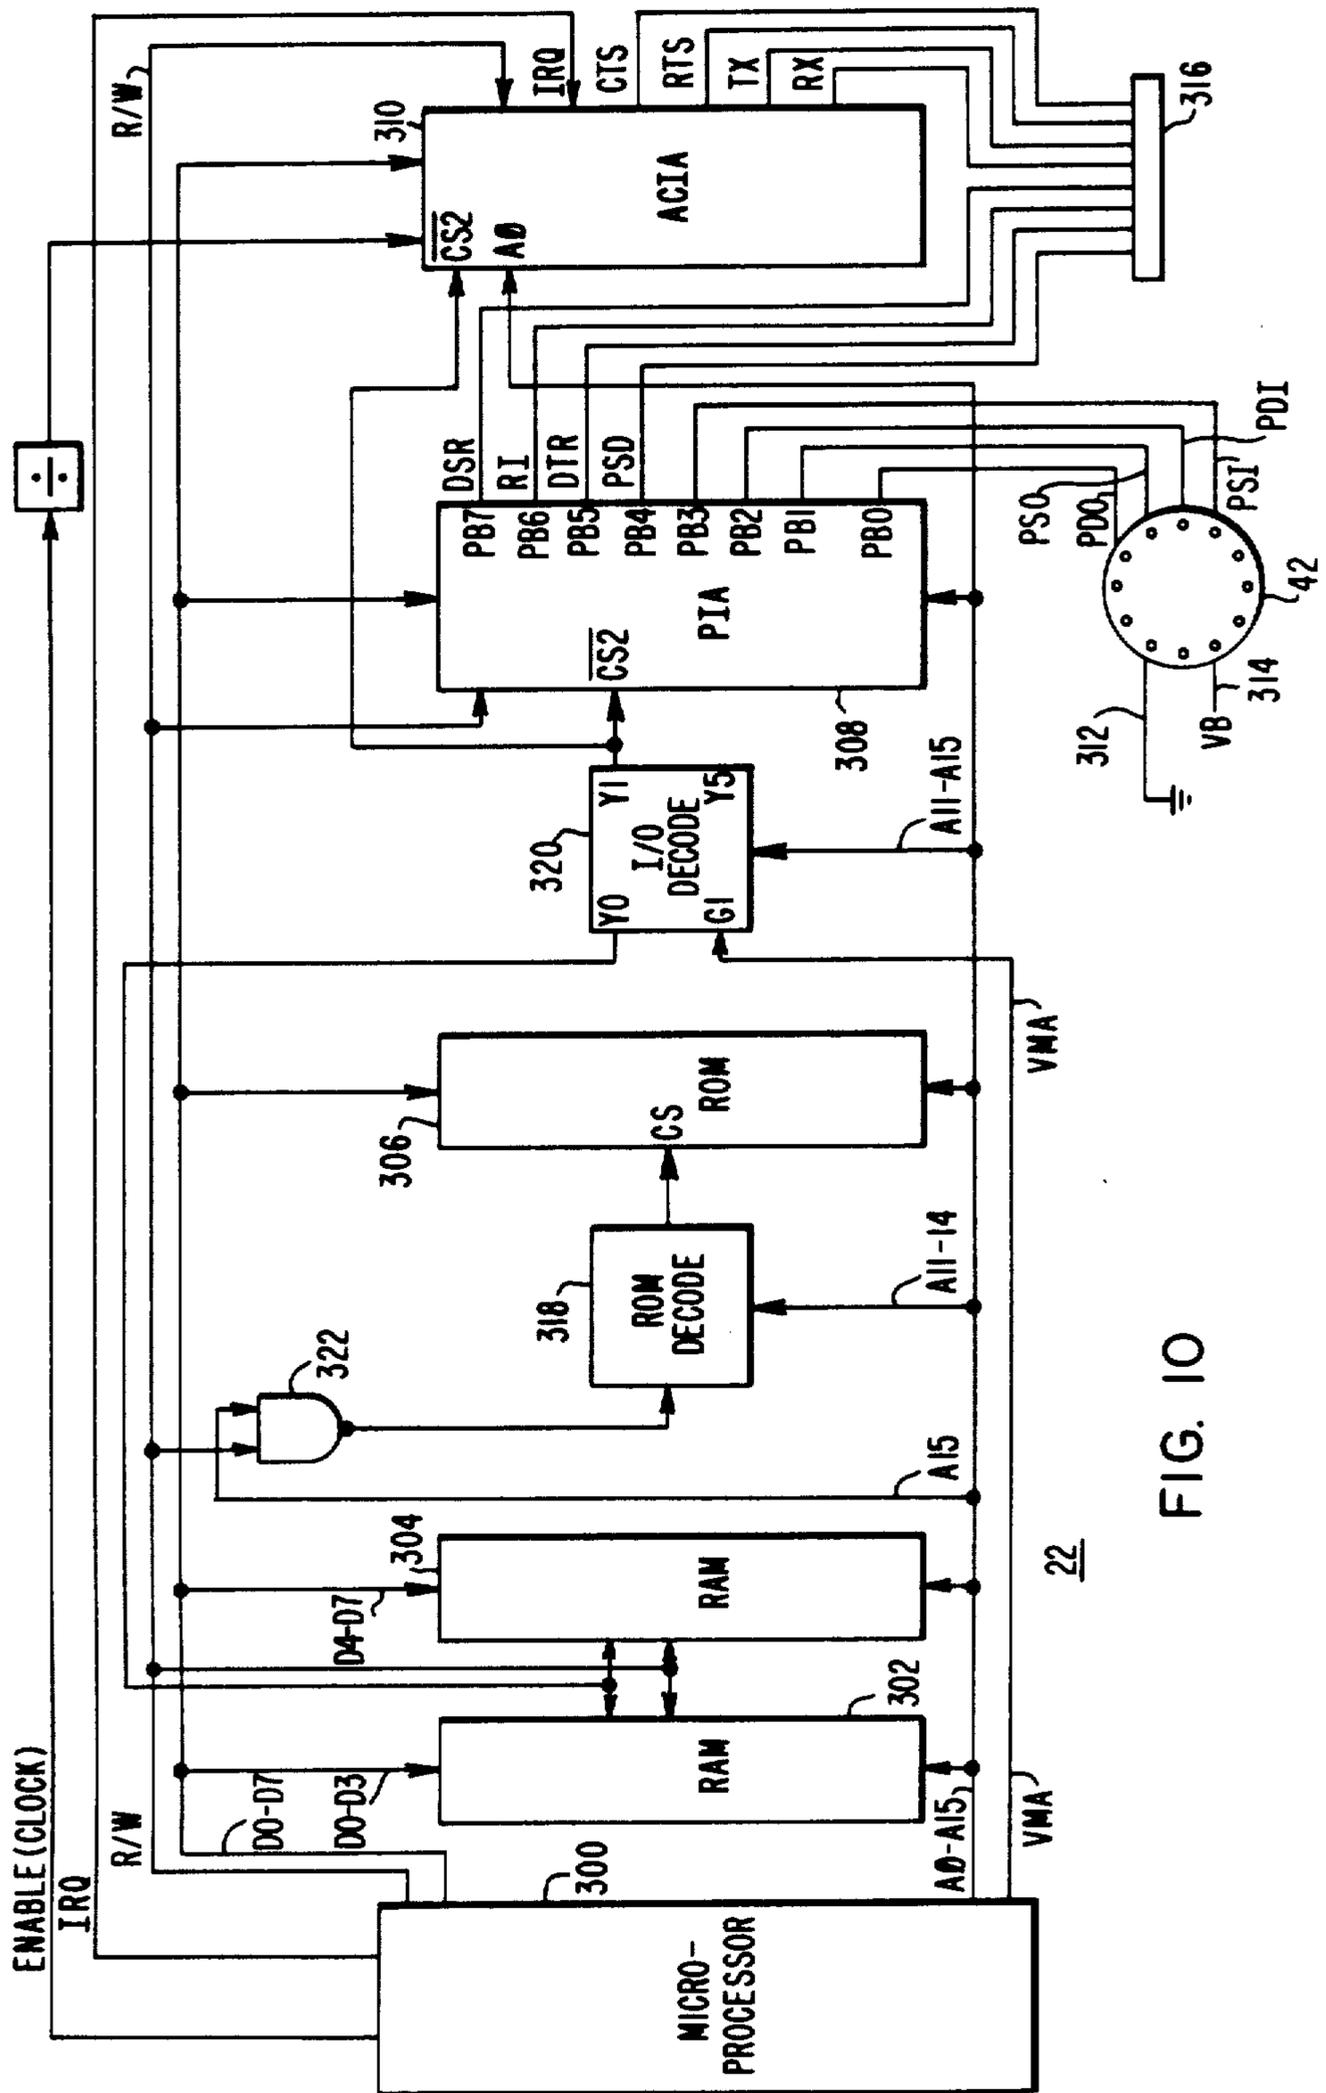 ENABLE (CLOCK)
IRQ
R/W
R/W
÷
MICRO-
PROCESSOR
300
D0-D7
D0-D3
RAM
302
AØ-A15
VMA
D4-D7
304
RAM
A15
322
318
ROM
DECODE
A11-14
306
CS
ROM
VMA
320
Y0
Y1
I/O
DECODE
G1
Y5
A11-A15
308
CS2
PIA
PB7
PB6
PB5
PB4
PB3
PB2
PB1
PB0
DSR
RI
DTR
PSD
310
CS2
AØ
ACIA
IRQ
CTS
RTS
TX
RX
316
PSO
PDO
PDI
PSI
312
VB
314
42
22
FIG. 10